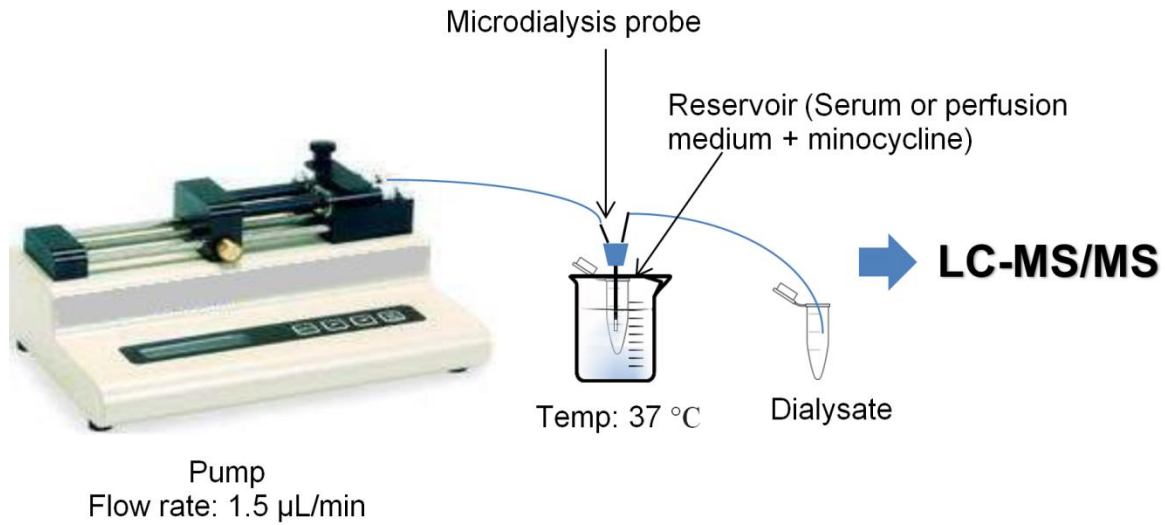 Microdialysis probe
Reservoir (Serum or perfusion
medium + minocycline)
LC-MS/MS
Temp: 37 °C
Dialysate
Pump
Flow rate: 1.5 µL/min